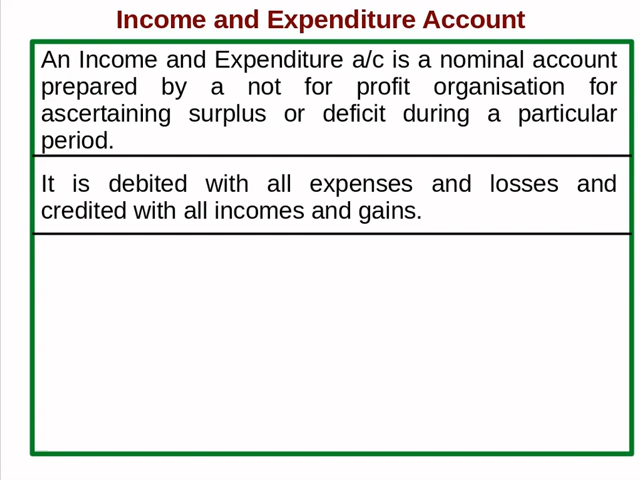 Income and Expenditure Account
An Income and Expenditure a/c is a nominal account
prepared by a not for profit organisation for
ascertaining surplus or deficit during a particular
period.
It is debited with all expenses and losses and
credited with all incomes and gains.